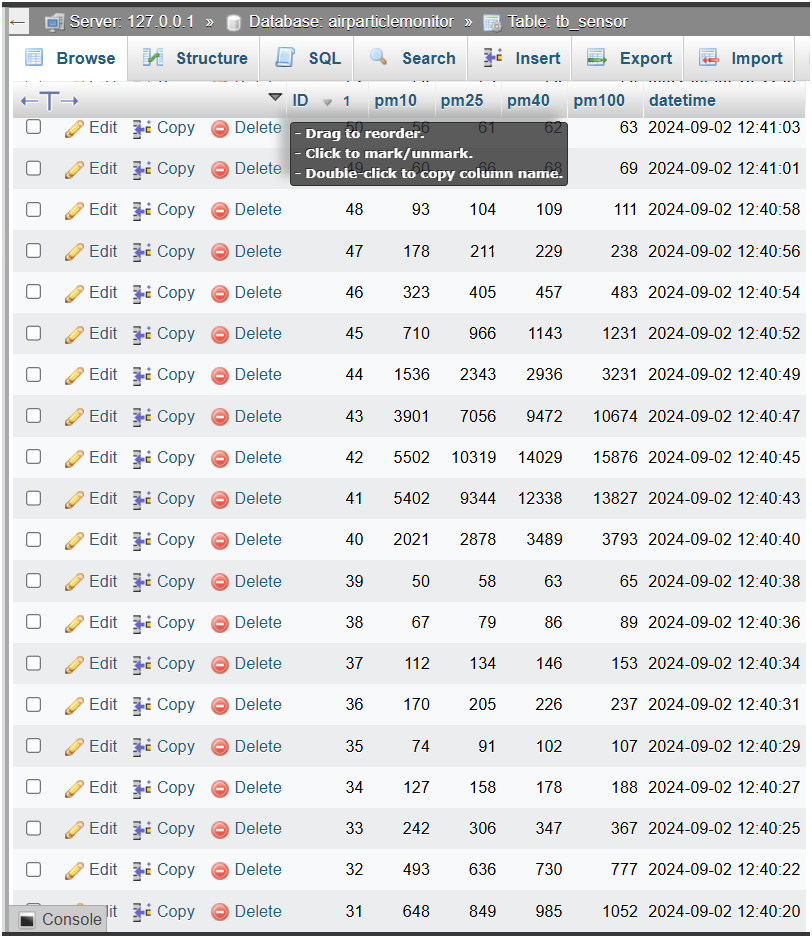 ← Server: 127.0.0.1 » Database: airparticlemonitor » Table: tb_sensor
Browse Structure SQL Search Insert Export Import
←T→ ID 1 pm10 pm25 pm40 pm100 datetime
Edit Copy Delete 50 56 61 62 63 2024-09-02 12:41:03
- Drag to reorder.
- Click to mark/unmark.
- Double-click to copy column name.
Edit Copy Delete 49 60 66 68 69 2024-09-02 12:41:01
Edit Copy Delete 48 93 104 109 111 2024-09-02 12:40:58
Edit Copy Delete 47 178 211 229 238 2024-09-02 12:40:56
Edit Copy Delete 46 323 405 457 483 2024-09-02 12:40:54
Edit Copy Delete 45 710 966 1143 1231 2024-09-02 12:40:52
Edit Copy Delete 44 1536 2343 2936 3231 2024-09-02 12:40:49
Edit Copy Delete 43 3901 7056 9472 10674 2024-09-02 12:40:47
Edit Copy Delete 42 5502 10319 14029 15876 2024-09-02 12:40:45
Edit Copy Delete 41 5402 9344 12338 13827 2024-09-02 12:40:43
Edit Copy Delete 40 2021 2878 3489 3793 2024-09-02 12:40:40
Edit Copy Delete 39 50 58 63 65 2024-09-02 12:40:38
Edit Copy Delete 38 67 79 86 89 2024-09-02 12:40:36
Edit Copy Delete 37 112 134 146 153 2024-09-02 12:40:34
Edit Copy Delete 36 170 205 226 237 2024-09-02 12:40:31
Edit Copy Delete 35 74 91 102 107 2024-09-02 12:40:29
Edit Copy Delete 34 127 158 178 188 2024-09-02 12:40:27
Edit Copy Delete 33 242 306 347 367 2024-09-02 12:40:25
Edit Copy Delete 32 493 636 730 777 2024-09-02 12:40:22
Copy Delete 31 648 849 985 1052 2024-09-02 12:40:20
Console